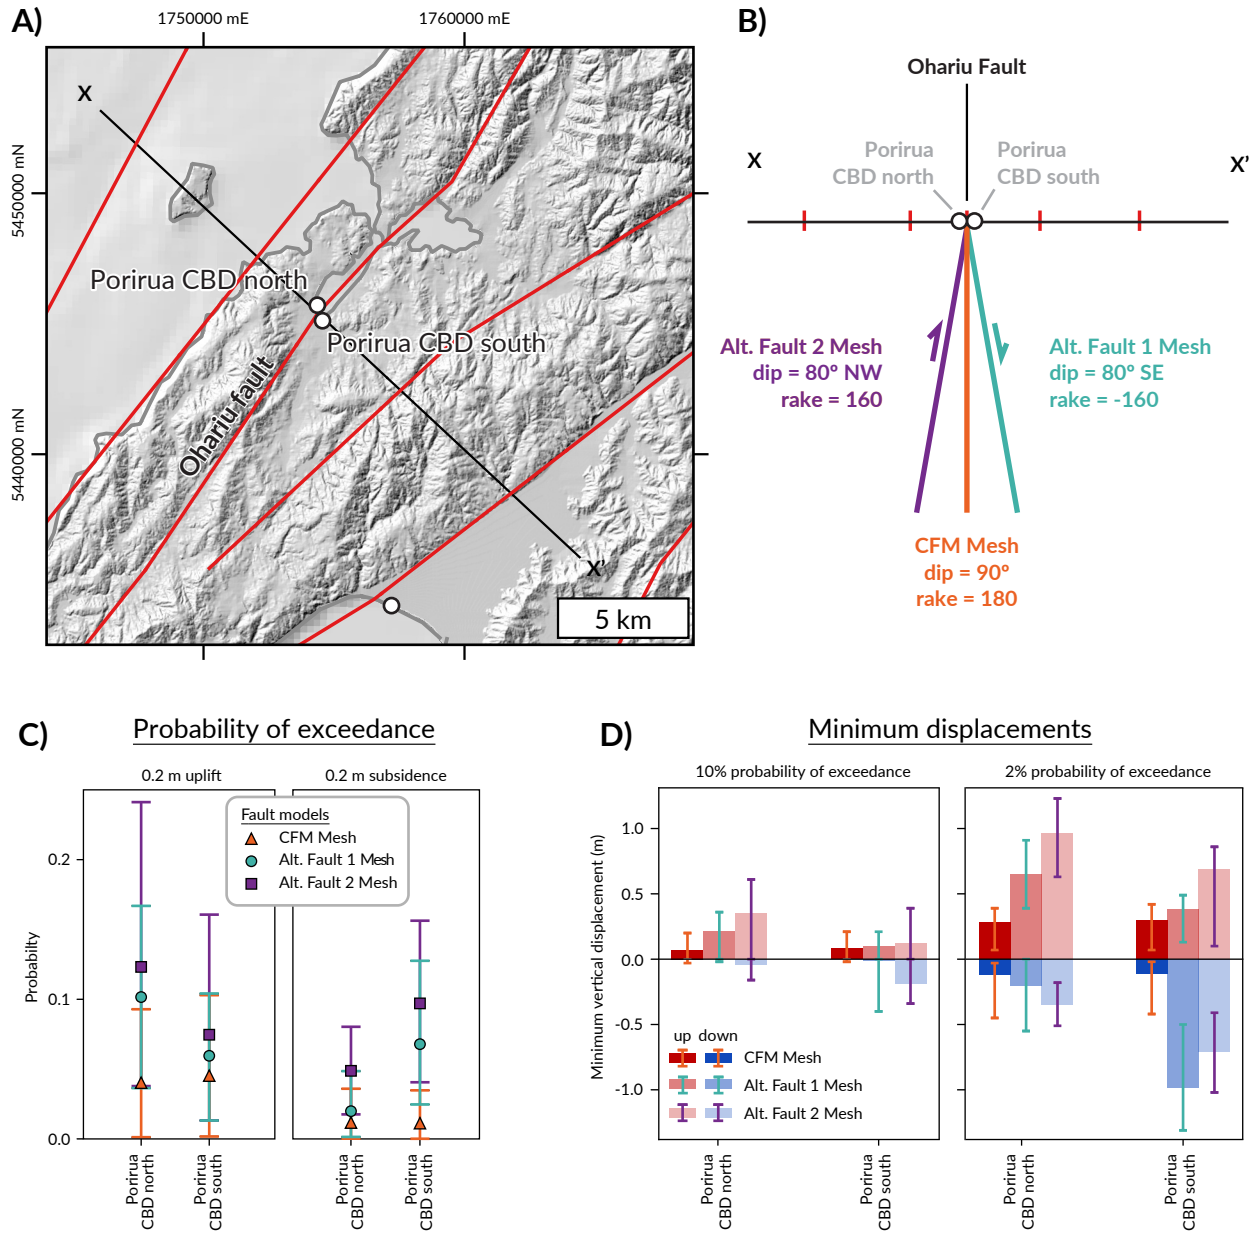 A)
1750000 mE
1760000 mE
5450000 mN
5440000 mN
X
Porirua CBD north
Porirua CBD south
Ohariu fault
X'
5 km
B)
Ohariu Fault
X
Porirua
CBD north
Porirua
CBD south
X'
Alt. Fault 2 Mesh
dip = 80º NW
rake = 160
Alt. Fault 1 Mesh
dip = 80º SE
rake = -160
CFM Mesh
dip = 90º
rake = 180
C)
Probability of exceedance
0.2 m uplift
0.2 m subsidence
Fault models
CFM Mesh
Alt. Fault 1 Mesh
Alt. Fault 2 Mesh
Probability
0.2
0.1
0.0
Porirua
CBD north
Porirua
CBD south
Porirua
CBD north
Porirua
CBD south
D)
Minimum displacements
10% probability of exceedance
2% probability of exceedance
Minimum vertical displacement (m)
1.0
0.5
0.0
-0.5
-1.0
up down
CFM Mesh
Alt. Fault 1 Mesh
Alt. Fault 2 Mesh
Porirua
CBD north
Porirua
CBD south
Porirua
CBD north
Porirua
CBD south